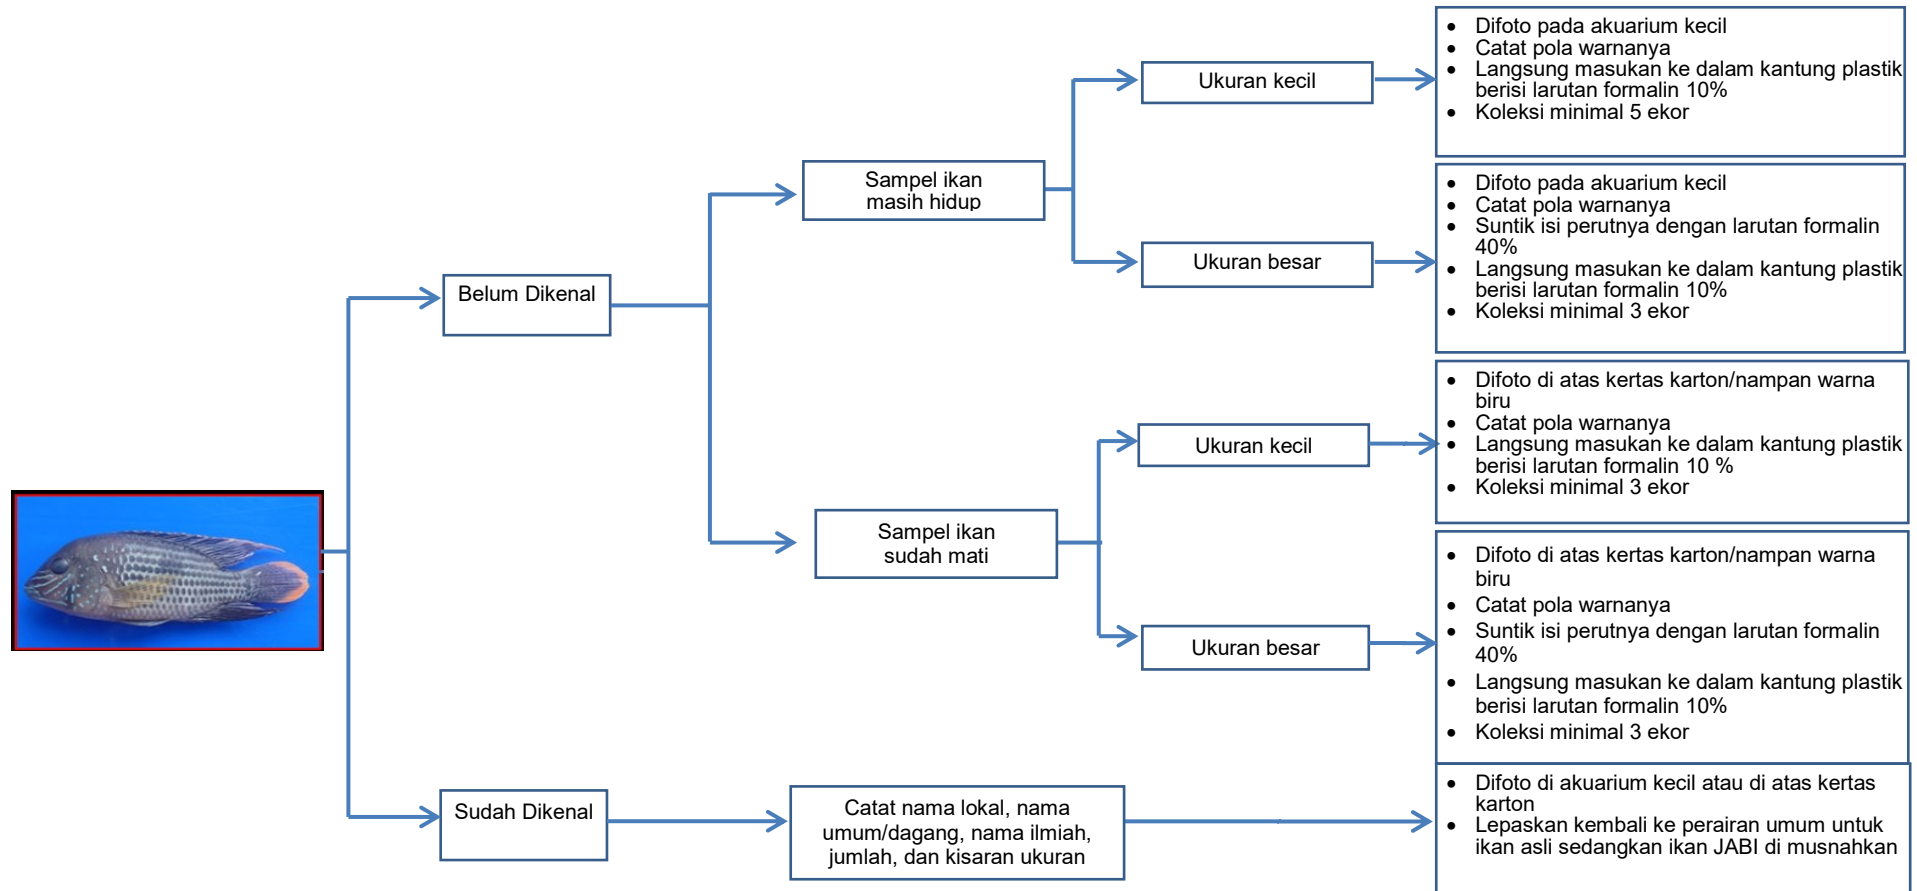 Difoto pada akuarium kecil
Catat pola warnanya
Langsung masukan ke dalam kantung plastik
berisi larutan formalin 10%
Koleksi minimal 5 ekor
Ukuran kecil
Sampel ikan
masih hidup
Difoto pada akuarium kecil
Catat pola warnanya
Suntik isi perutnya dengan larutan formalin
40%
Langsung masukan ke dalam kantung plastik
berisi larutan formalin 10%
Koleksi minimal 3 ekor
Ukuran besar
Belum Dikenal
Difoto di atas kertas karton/nampan warna
biru
Catat pola warnanya
Langsung masukan ke dalam kantung plastik
berisi larutan formalin 10 %
Koleksi minimal 3 ekor
Ukuran kecil
Sampel ikan
sudah mati
Difoto di atas kertas karton/nampan warna
biru
Catat pola warnanya
Suntik isi perutnya dengan larutan formalin
40%
Langsung masukan ke dalam kantung plastik
berisi larutan formalin 10%
Koleksi minimal 3 ekor
Ukuran besar
Sudah Dikenal
Catat nama lokal, nama
umum/dagang, nama ilmiah,
jumlah, dan kisaran ukuran
Difoto di akuarium kecil atau di atas kertas
karton
Lepaskan kembali ke perairan umum untuk
ikan asli sedangkan ikan JABI di musnahkan